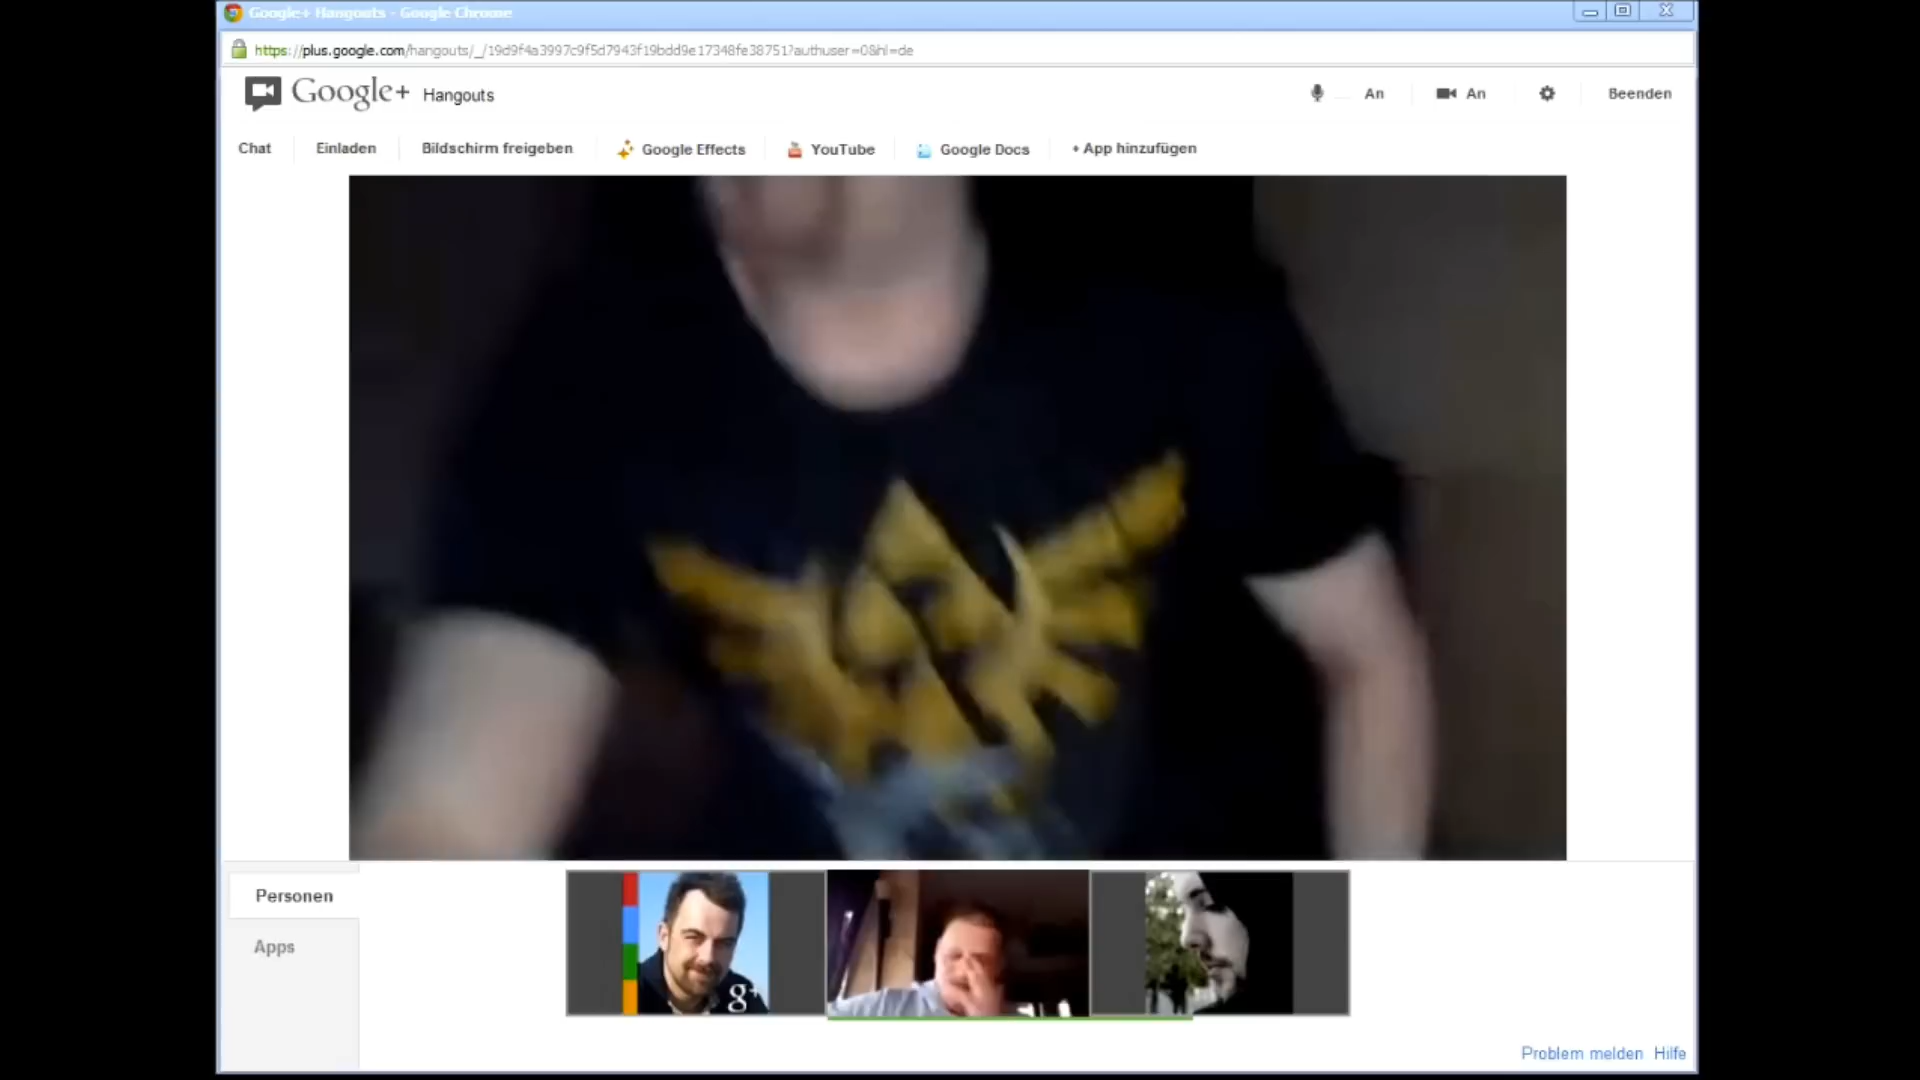 Google+ Hangouts - Google Chrome
https://plus.google.com/hangouts/_/19d9f4a3997c9f5d7943f19bdd9e17348fe38751?authuser=0&hl=de
Google+ Hangouts
An
An
Beenden
Chat
Einladen
Bildschirm freigeben
Google Effects
YouTube
Google Docs
+ App hinzufügen
Personen
Apps
g+
Problem melden
Hilfe